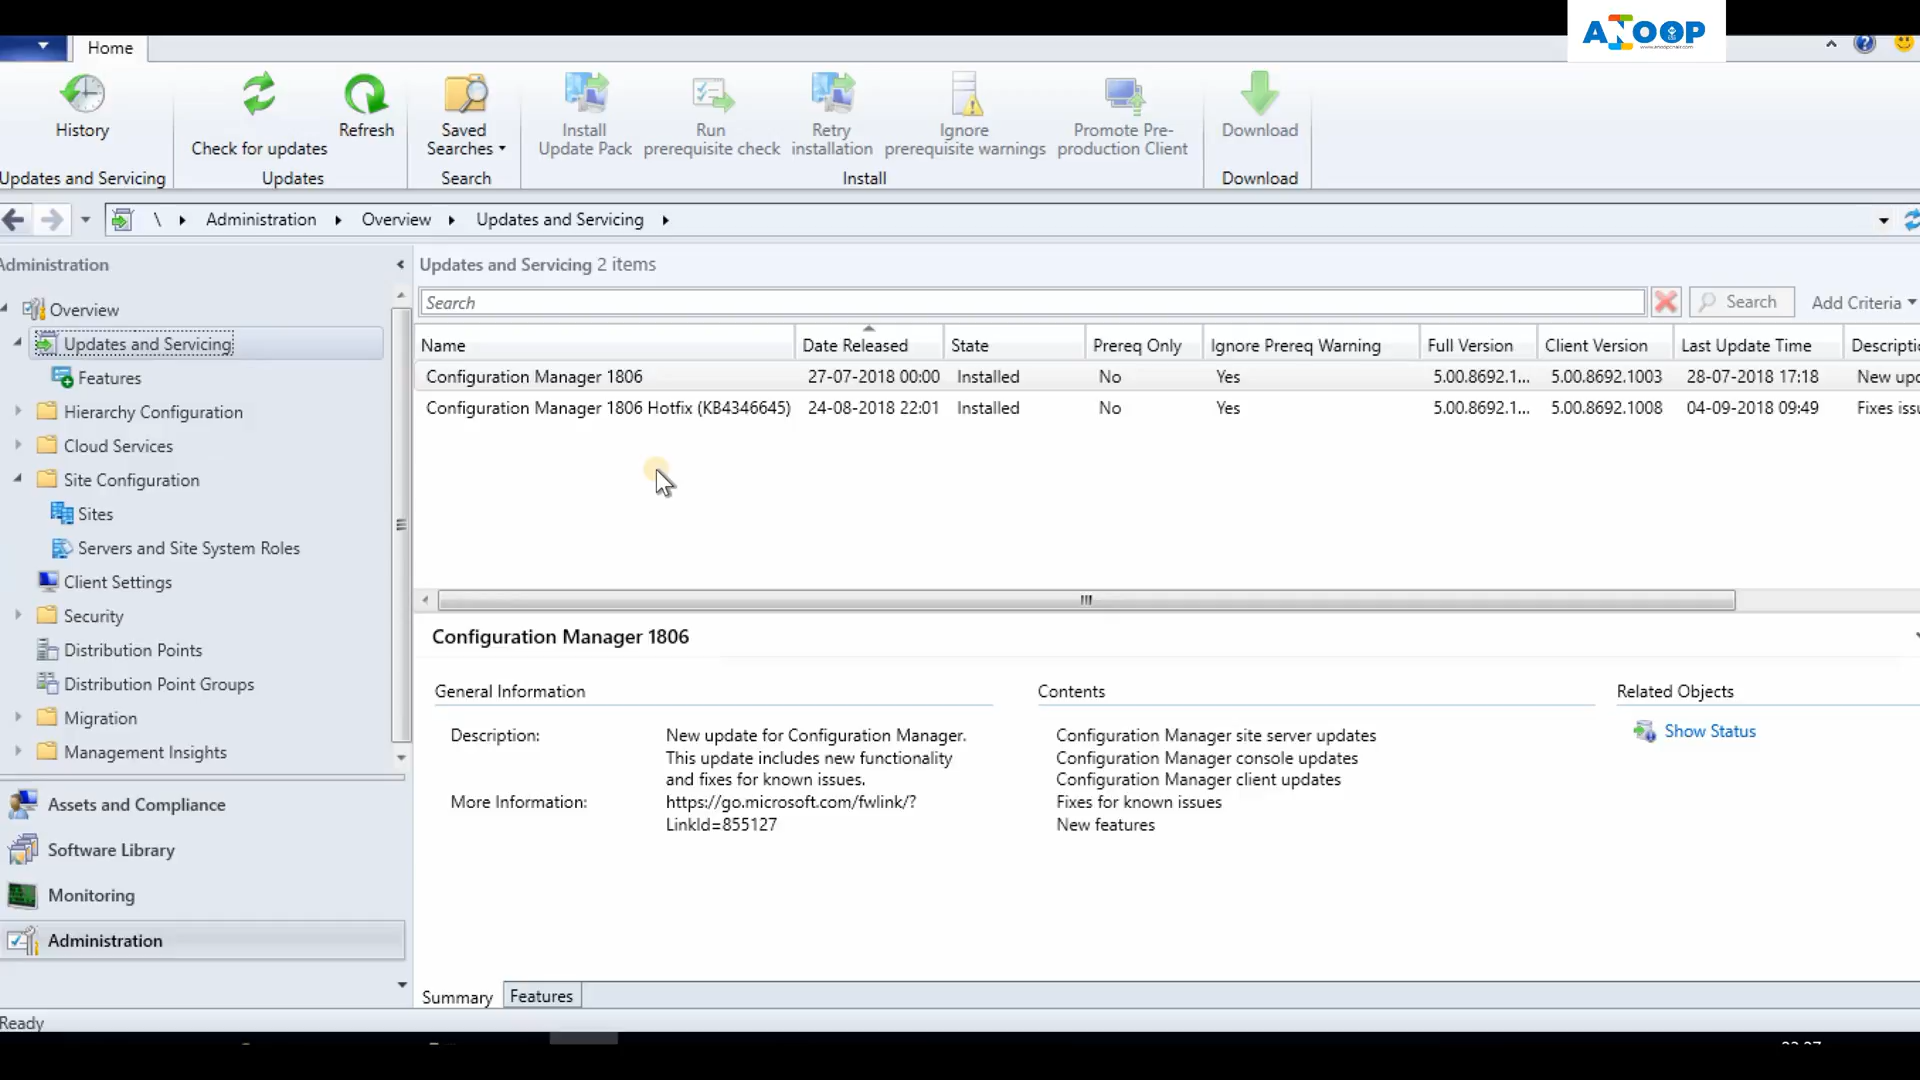 ANOOP
Home
History
Check for updates
Refresh
Saved
Searches
Install
Update Pack
Run
prerequisite check
Retry
installation
Ignore
prerequisite warnings
Promote Pre-
production Client
Download
Updates and Servicing
Updates
Search
Install
Download
\ Administration Overview Updates and Servicing
Administration
Overview
Updates and Servicing
Features
Hierarchy Configuration
Cloud Services
Site Configuration
Sites
Servers and Site System Roles
Client Settings
Security
Distribution Points
Distribution Point Groups
Migration
Management Insights
Assets and Compliance
Software Library
Monitoring
Administration
Updates and Servicing 2 items
Search
Search
Add Criteria
Name Date Released State Prereq Only Ignore Prereq Warning Full Version Client Version Last Update Time Descripti
Configuration Manager 1806 27-07-2018 00:00 Installed No Yes 5.00.8692.1... 5.00.8692.1003 28-07-2018 17:18 New upd
Configuration Manager 1806 Hotfix (KB4346645) 24-08-2018 22:01 Installed No Yes 5.00.8692.1... 5.00.8692.1008 04-09-2018 09:49 Fixes issu
Configuration Manager 1806
General Information
Description:
New update for Configuration Manager.
This update includes new functionality
and fixes for known issues.
More Information:
https://go.microsoft.com/fwlink/?
LinkId=855127
Contents
Configuration Manager site server updates
Configuration Manager console updates
Configuration Manager client updates
Fixes for known issues
New features
Related Objects
Show Status
Summary
Features
Ready